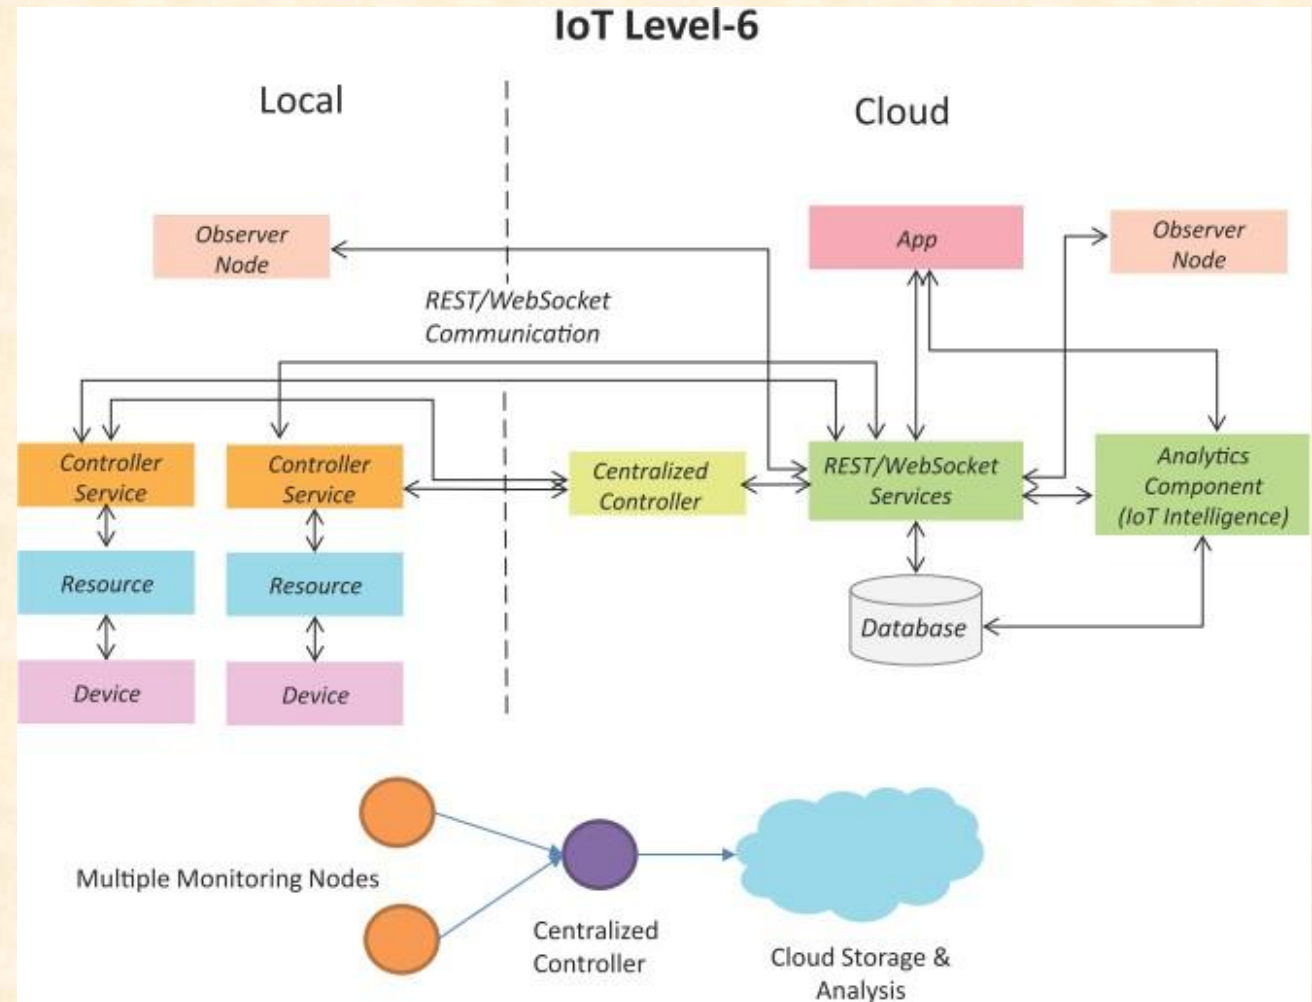 IoT Level-6
Local
Cloud
Observer
Node
App
Observer
Node
REST/WebSocket
Communication
Controller
Service
Controller
Service
Centralized
Controller
REST/WebSocket
Services
Analytics
Component
(IoT Intelligence)
Resource
Resource
Database
Device
Device
Multiple Monitoring Nodes
Centralized
Controller
Cloud Storage &
Analysis